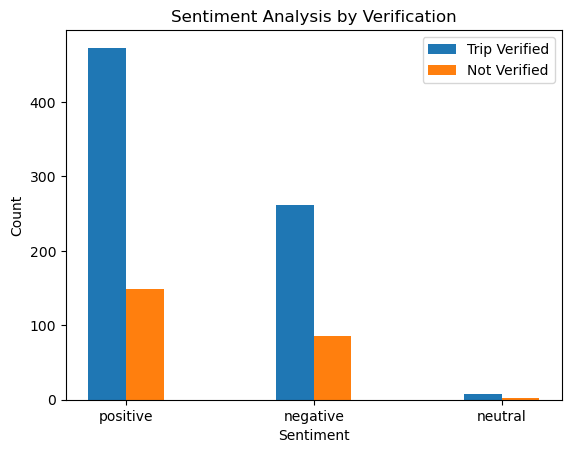 Sentiment Analysis by Verification
Trip Verified
Not Verified
400
300
200
100
0
Count
positive negative neutral
Sentiment